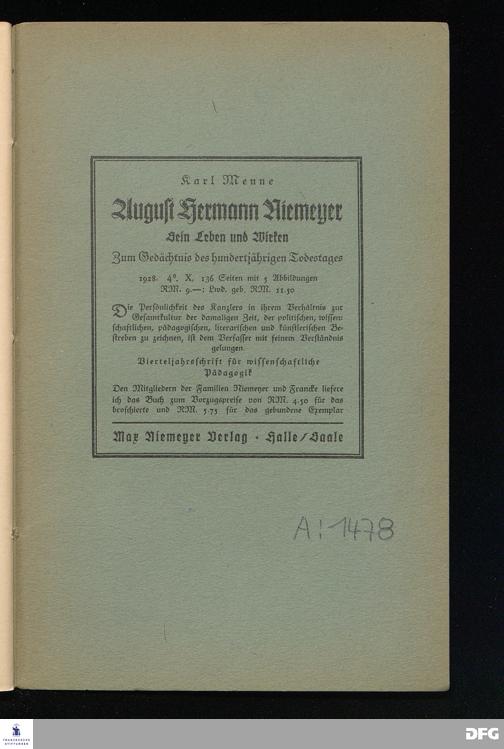 Karl Menne
August Hermann Niemeyer
Sein Leben und Wirken
Zum Gedächtnis des hundertjährigen Todestages
1928. 4°. X, 136 Seiten mit 5 Abbildungen
RM. 9.—; Lwd. geb. RM. 11.50
Die Persönlichkeit des Kanzlers in ihrem Verhältnis zur
Gesamtkultur der damaligen Zeit, der politischen, wissen-
schaftlichen, pädagogischen, literarischen und künstlerischen Be-
streben zu zeichnen, ist dem Verfasser mit feinem Verständnis
gelungen.
Vierteljahrsschrift für wissenschaftliche
Pädagogik
Den Mitgliedern der Familien Niemeyer und Francke liefere
ich das Buch zum Vorzugspreise von RM. 4.50 für das
broschierte und RM. 5.75 für das gebundene Exemplar
Max Niemeyer Verlag · Halle/Saale
A:1478
FRANCKESCHE
STIFTUNGEN
DFG